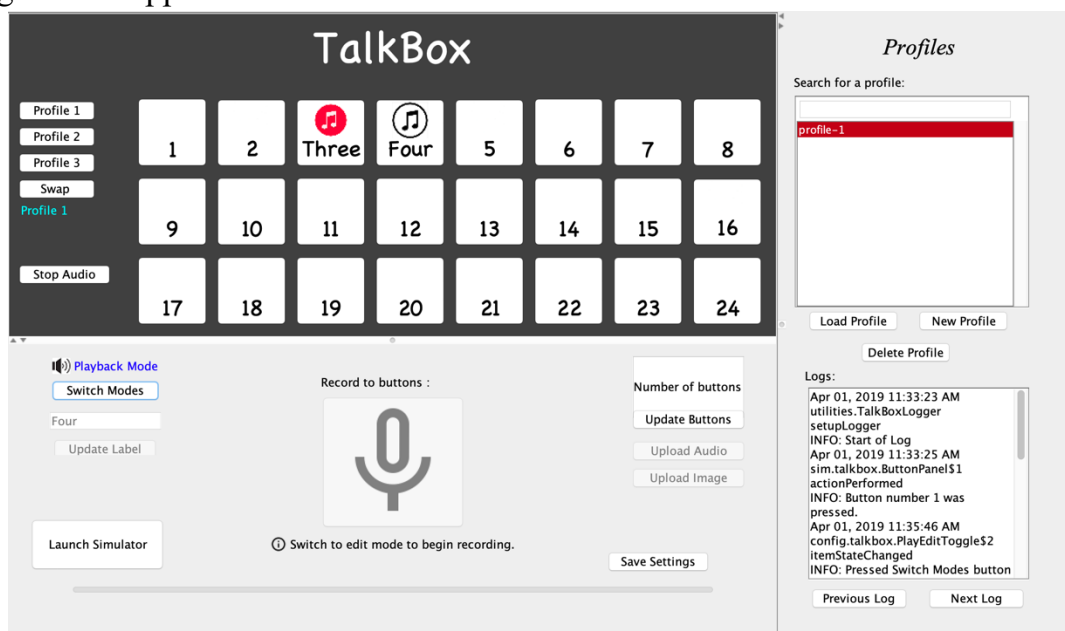 TalkBox
Profile 1
Profile 2
Profile 3
Swap
Profile 1
Stop Audio
1 2 Three Four 5 6 7 8
9 10 11 12 13 14 15 16
17 18 19 20 21 22 23 24
Playback Mode
Switch Modes
Four
Update Label
Launch Simulator
Record to buttons :
Switch to edit mode to begin recording.
Number of buttons
Update Buttons
Upload Audio
Upload Image
Save Settings
Profiles
Search for a profile:
profile-1
Load Profile New Profile
Delete Profile
Logs:
Apr 01, 2019 11:33:23 AM
utilities.TalkBoxLogger
setupLogger
INFO: Start of Log
Apr 01, 2019 11:33:25 AM
sim.talkbox.ButtonPanel$1
actionPerformed
INFO: Button number 1 was
pressed.
Apr 01, 2019 11:35:46 AM
config.talkbox.PlayEditToggle$2
itemStateChanged
INFO: Pressed Switch Modes button
Previous Log Next Log